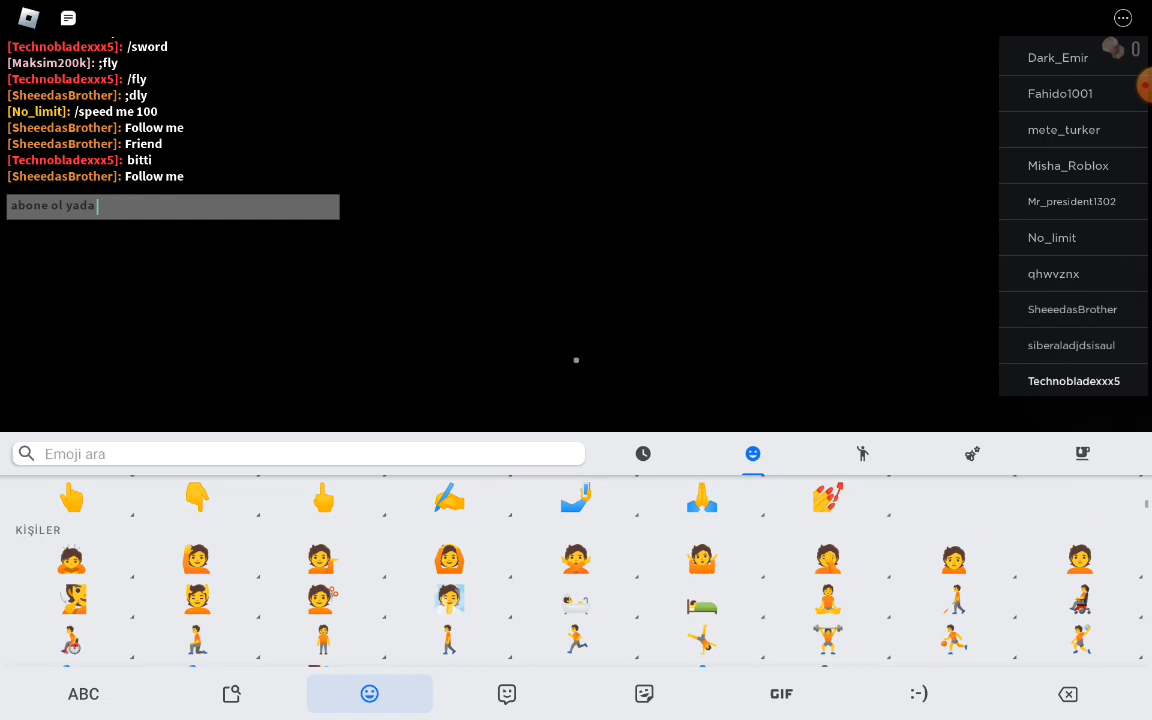 [Technobladexxx5]: /sword
[Maksim200k]: ;fly
[Technobladexxx5]: /fly
[SheeedasBrother]: ;dly
[No_limit]: /speed me 100
[SheeedasBrother]: Follow me
[SheeedasBrother]: Friend
[Technobladexxx5]: bitti
[SheeedasBrother]: Follow me
abone ol yada
0
Dark_Emir
Fahido1001
mete_turker
Misha_Roblox
Mr_president1302
No_limit
qhwvznx
SheeedasBrother
siberaladjdsisaul
Technobladexxx5
Emoji ara
KİŞİLER
ABC
GIF
:-)